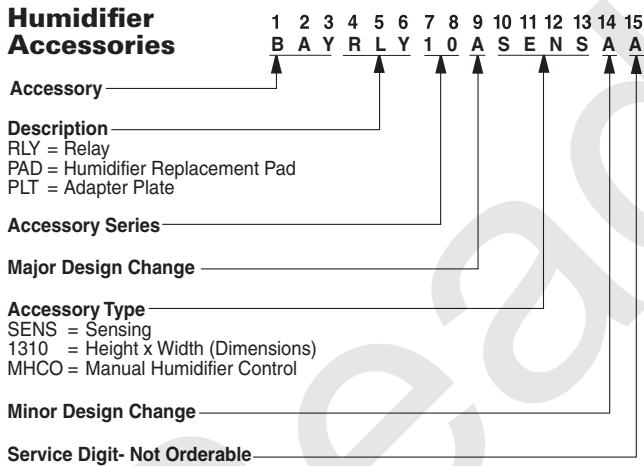 Humidifier 1 2 3 4 5 6 7 8 9 10 11 12 13 14 15
Accessories B A Y R L Y 1 0 A S E N S A A
Accessory
Description
RLY = Relay
PAD = Humidifier Replacement Pad
PLT = Adapter Plate
Accessory Series
Major Design Change
Accessory Type
SENS = Sensing
1310 = Height x Width (Dimensions)
MHCO = Manual Humidifier Control
Minor Design Change
Service Digit- Not Orderable